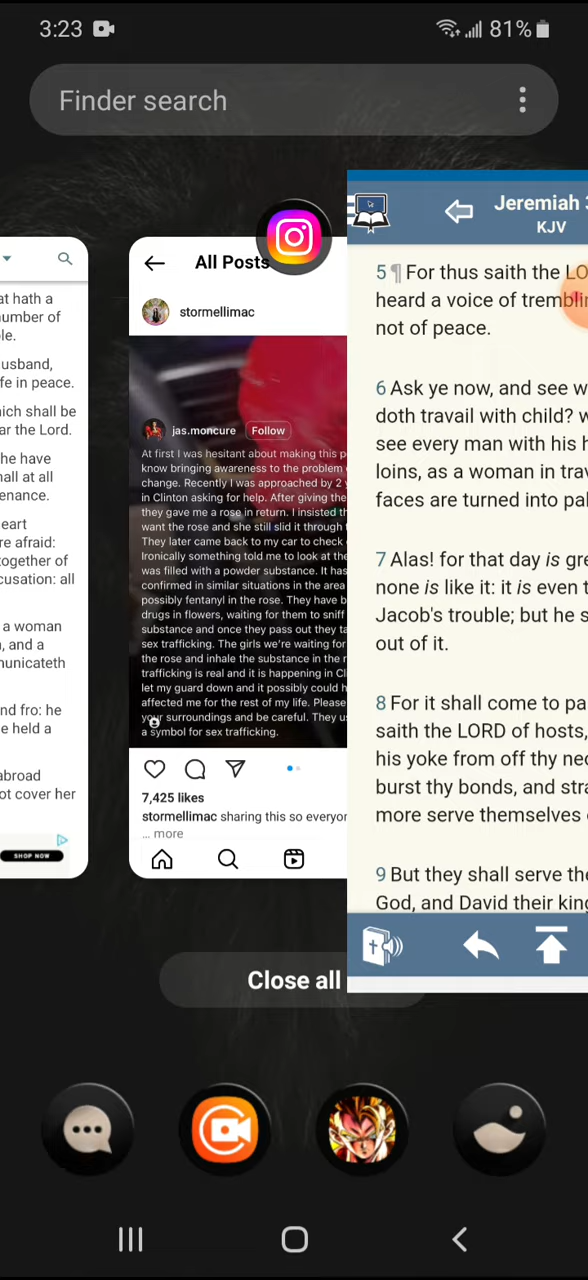 3:23
81%
Finder search
at hath a
umber of
le.
usband,
fe in peace.
ich shall be
ar the Lord.
he have
hall at all
enance.
eart
re afraid:
ogether of
cusation: all
a woman
, and a
municateth
nd fro: he
e held a
abroad
ot cover her
SHOP NOW
All Posts
stormellimac
jas.moncure
Follow
At first I was hesitant about making this p
know bringing awareness to the problem
change. Recently I was approached by 2
in Clinton asking for help. After giving the
they gave me a rose in return. I insisted th
want the rose and she still slid it through
They later came back to my car to check
Ironically something told me to look at the
was filled with a powder substance. It has
confirmed in similar situations in the area
possibly fentanyl in the rose. They have b
drugs in flowers, waiting for them to sniff
substance and once they pass out they ta
sex trafficking. The girls we're waiting for
the rose and inhale the substance in the r
trafficking is real and it is happening in Cl
let my guard down and it possibly could h
affected me for the rest of my life. Please
your surroundings and be careful. They u
a symbol for sex trafficking.
7,425 likes
stormellimac sharing this so everyor
... more
Jeremiah
KJV
5 ¶ For thus saith the LO
heard a voice of tremblin
not of peace.
6 Ask ye now, and see w
doth travail with child? w
see every man with his h
loins, as a woman in trav
faces are turned into pal
7 Alas! for that day is gre
none is like it: it is even t
Jacob's trouble; but he s
out of it.
8 For it shall come to pa
saith the LORD of hosts,
his yoke from off thy nec
burst thy bonds, and stra
more serve themselves
9 But they shall serve the
God, and David their king
Close all